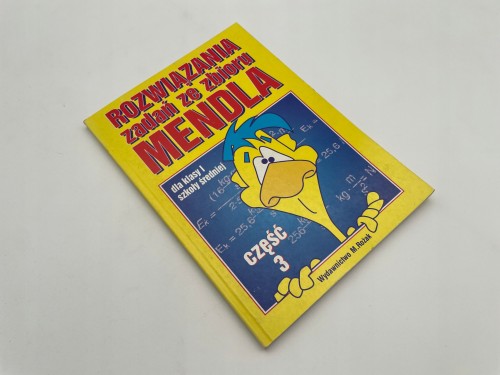 ROZWIĄZANIA
zadań ze zbioru
MENDLA
dla klasy I
szkoły średniej
część
3
Wydawnictwo M.Rożak